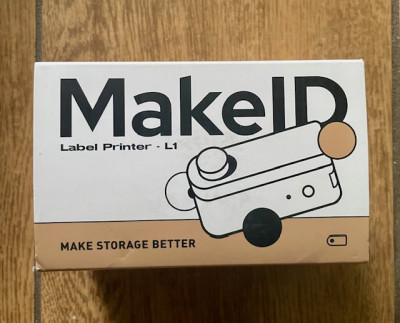 MakeID
Label Printer - L1
MAKE STORAGE BETTER